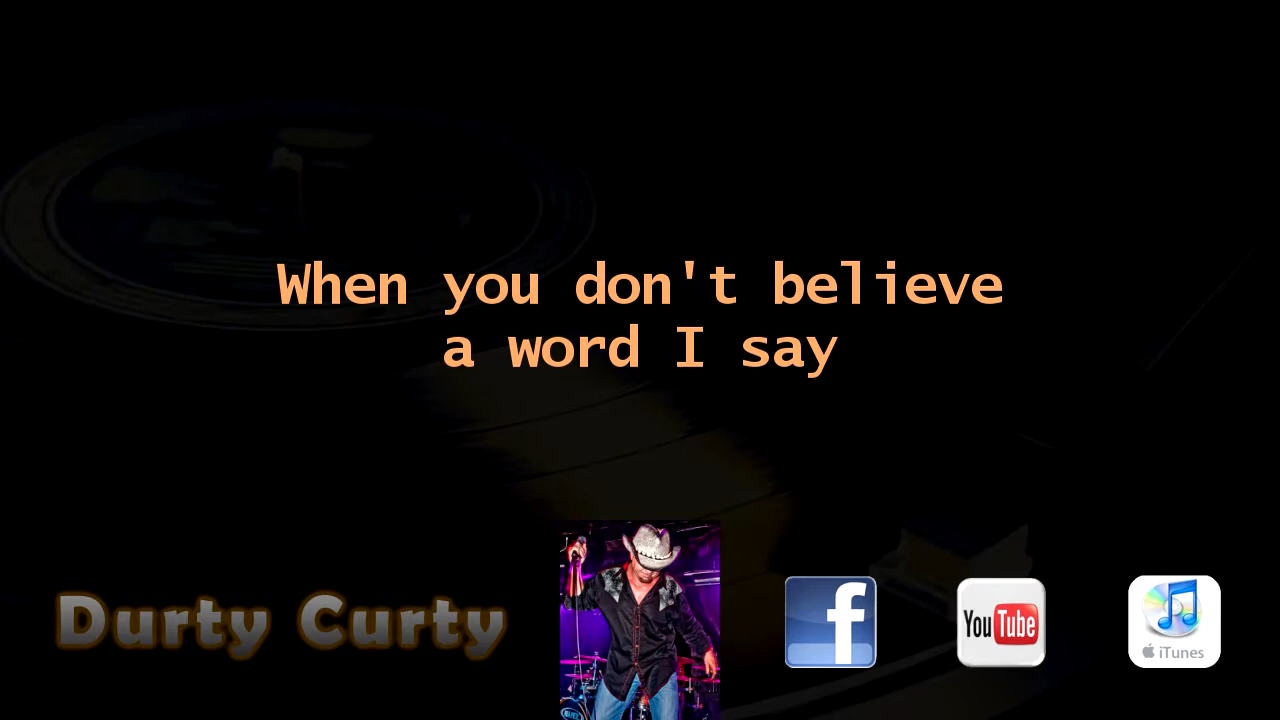 When you don't believe
a word I say
Durty Curty
f
YouTube
iTunes